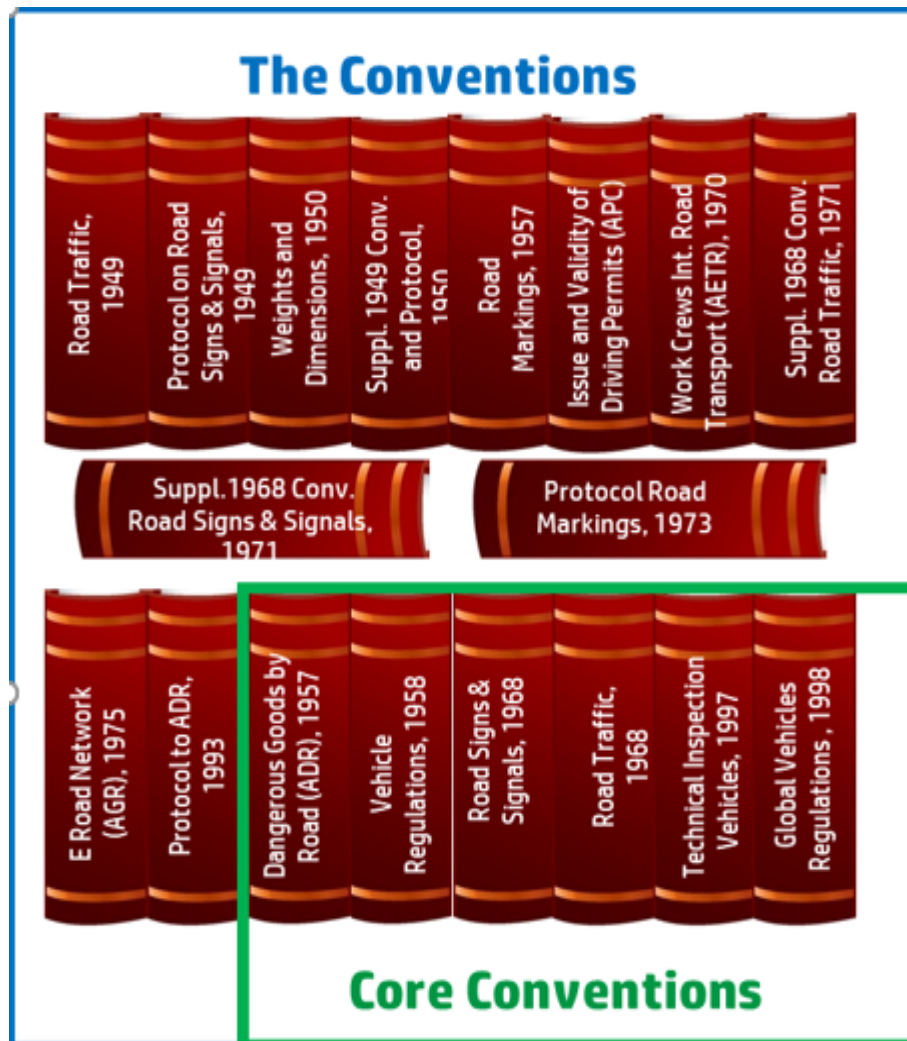 The Conventions
Road Traffic,
1949
Protocol on Road
Signs & Signals,
1949
Weights and
Dimensions, 1950
Suppl. 1949 Conv.
and Protocol,
1950
Road
Markings, 1957
Issue and Validity of
Driving Permits (APC)
Work Crews Int. Road
Transport (AETR), 1970
Suppl. 1968 Conv.
Road Traffic, 1971
Suppl.1968 Conv.
Road Signs & Signals,
1971
Protocol Road
Markings, 1973
E Road Network
(AGR), 1975
Protocol to ADR,
1993
Dangerous Goods by
Road (ADR), 1957
Vehicle
Regulations, 1958
Road Signs &
Signals, 1968
Road Traffic,
1968
Technical Inspection
Vehicles, 1997
Global Vehicles
Regulations , 1998
Core Conventions